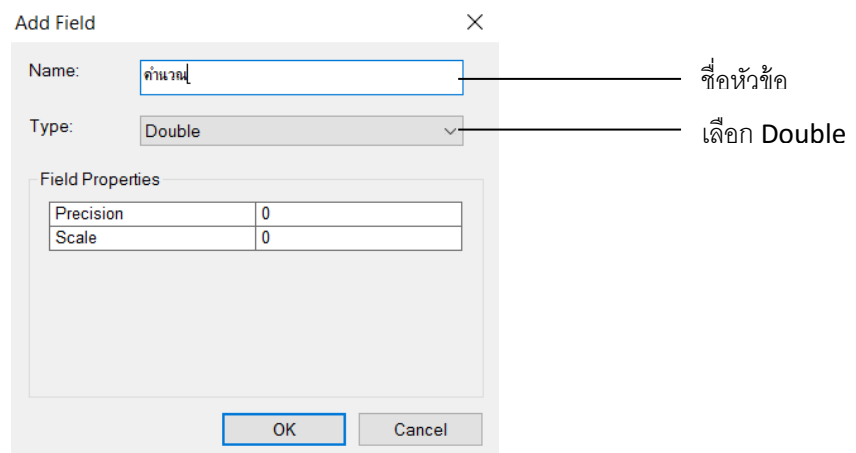 Add Field
Name: คำนวณ
ชื่อหัวข้อ
Type: Double
เลือก Double
Field Properties
Precision 0
Scale 0
OK Cancel